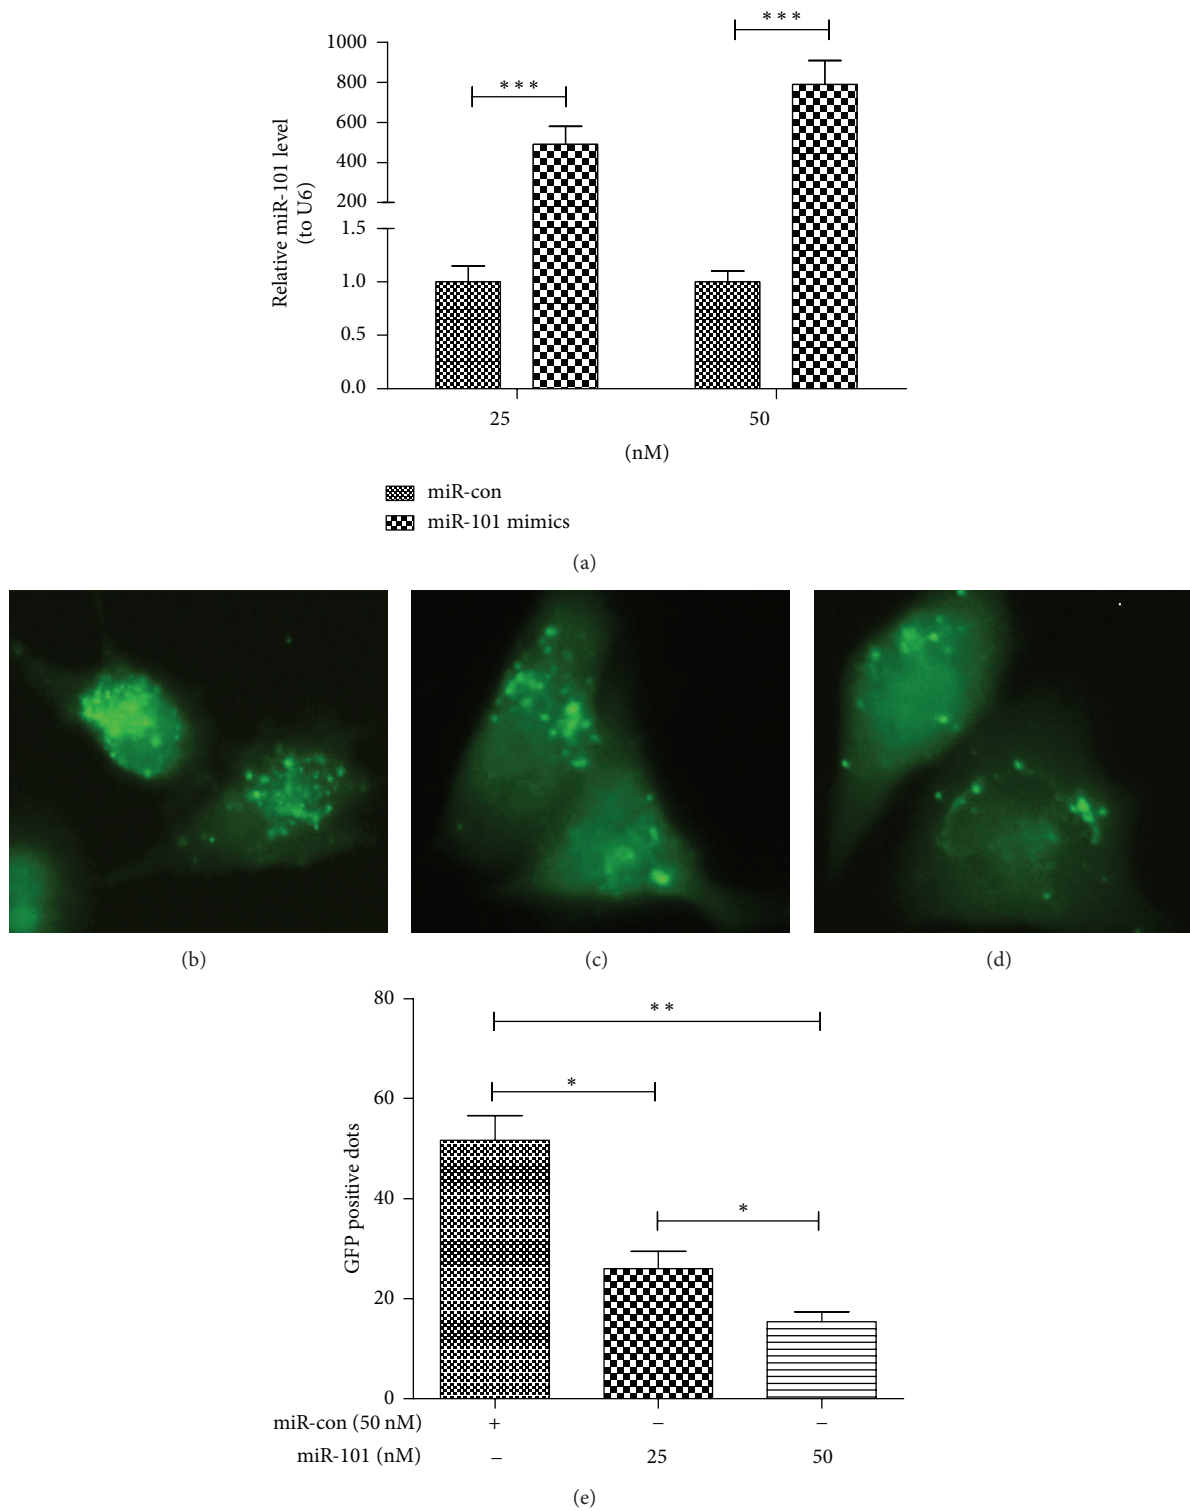 ***
***
1000
800
600
400
200
1.5
1.0
0.5
0.0
Relative miR-101 level
(to U6)
25 50
(nM)
miR-con
miR-101 mimics
(a)
(b) (c) (d)
80
60
40
20
0
GFP positive dots
**
*
*
miR-con (50 nM) + − −
miR-101 (nM) − 25 50
(e)